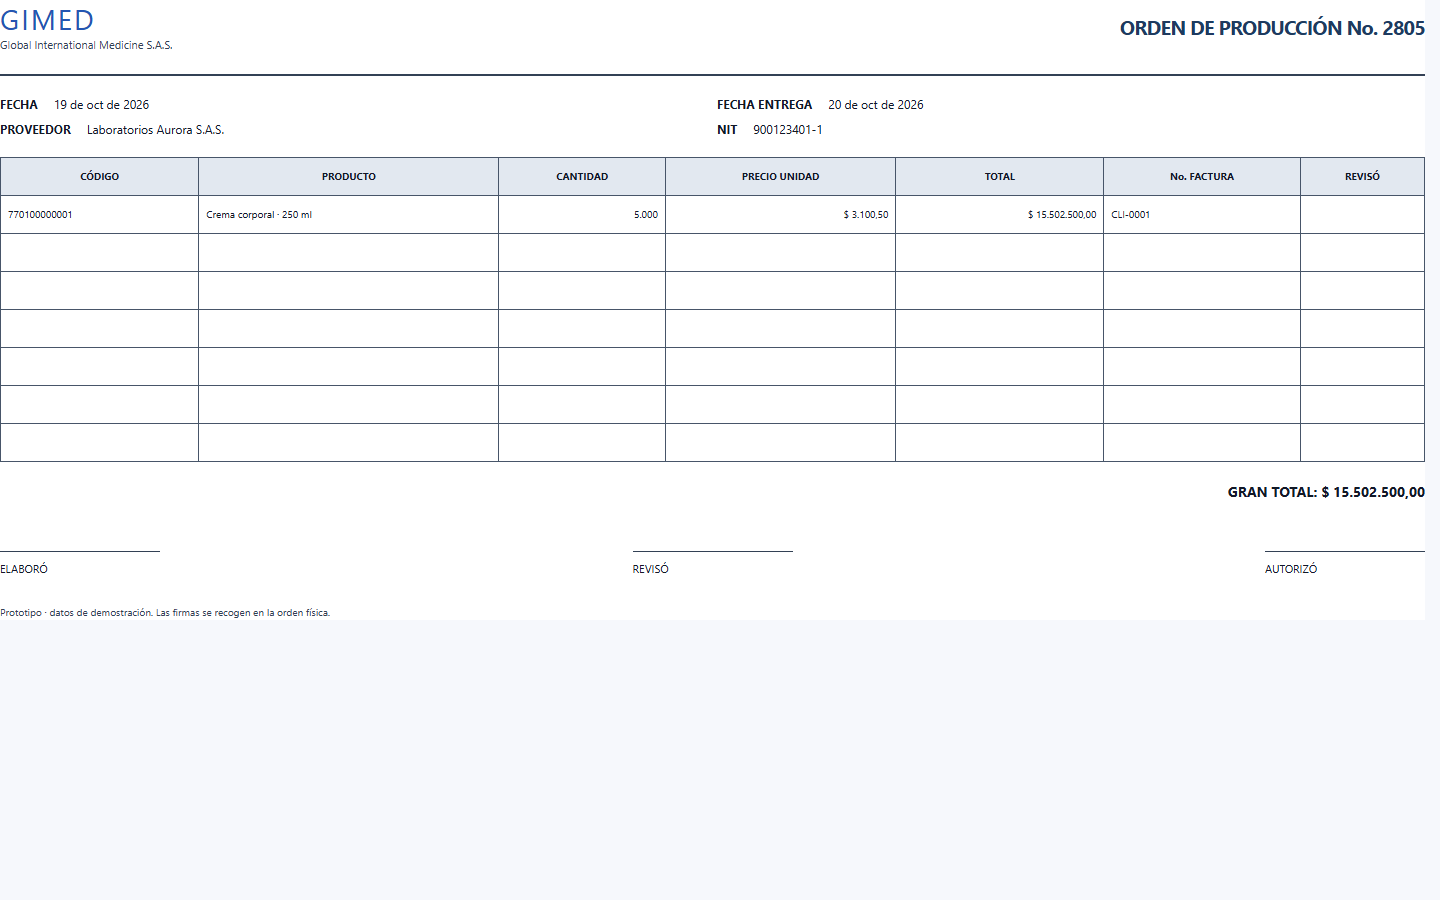 GIMED
Global International Medicine S.A.S.
ORDEN DE PRODUCCIÓN No. 2805
FECHA 19 de oct de 2026
FECHA ENTREGA 20 de oct de 2026
PROVEEDOR Laboratorios Aurora S.A.S.
NIT 900123401-1
CÓDIGO PRODUCTO CANTIDAD PRECIO UNIDAD TOTAL No. FACTURA REVISÓ
770100000001 Crema corporal · 250 ml 5.000 $ 3.100,50 $ 15.502.500,00 CLI-0001
GRAN TOTAL: $ 15.502.500,00
ELABORÓ REVISÓ AUTORIZÓ
Prototipo · datos de demostración. Las firmas se recogen en la orden física.